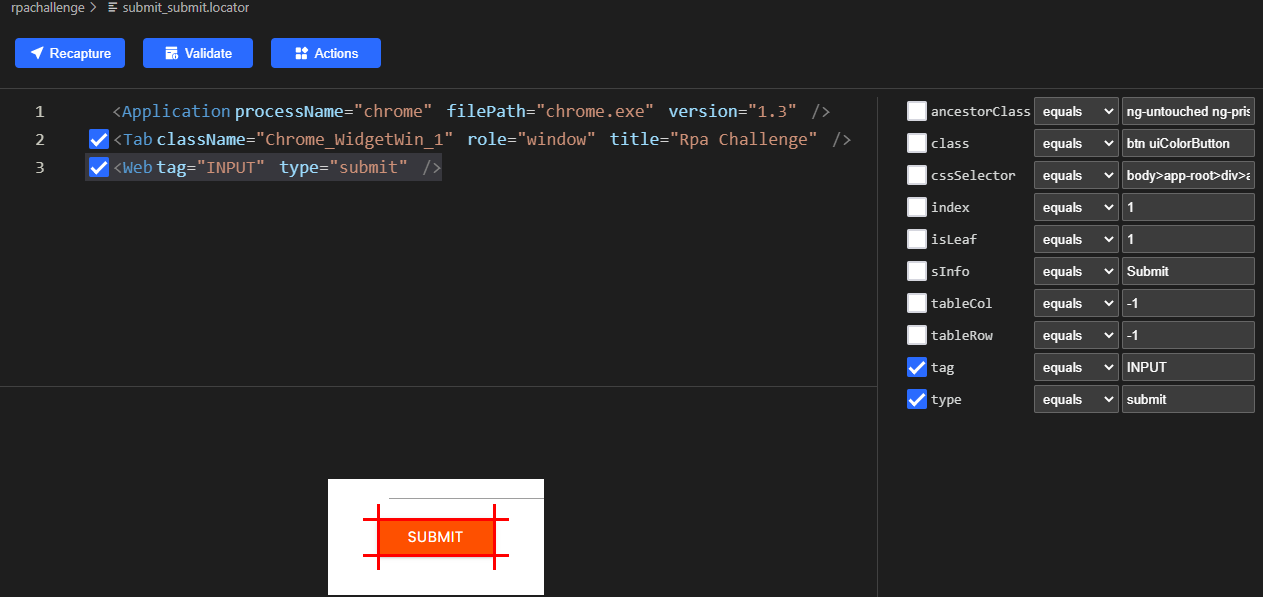 rpachallenge > submit_submit.locator
Recapture Validate Actions
1 <Application processName="chrome" filePath="chrome.exe" version="1.3" />
2 <Tab className="Chrome_WidgetWin_1" role="window" title="Rpa Challenge" />
3 <Web tag="INPUT" type="submit" />
ancestorClass equals ng-untouched ng-pris
class equals btn uiColorButton
cssSelector equals body>app-root>div>a
index equals 1
isLeaf equals 1
sInfo equals Submit
tableCol equals -1
tableRow equals -1
tag equals INPUT
type equals submit
SUBMIT